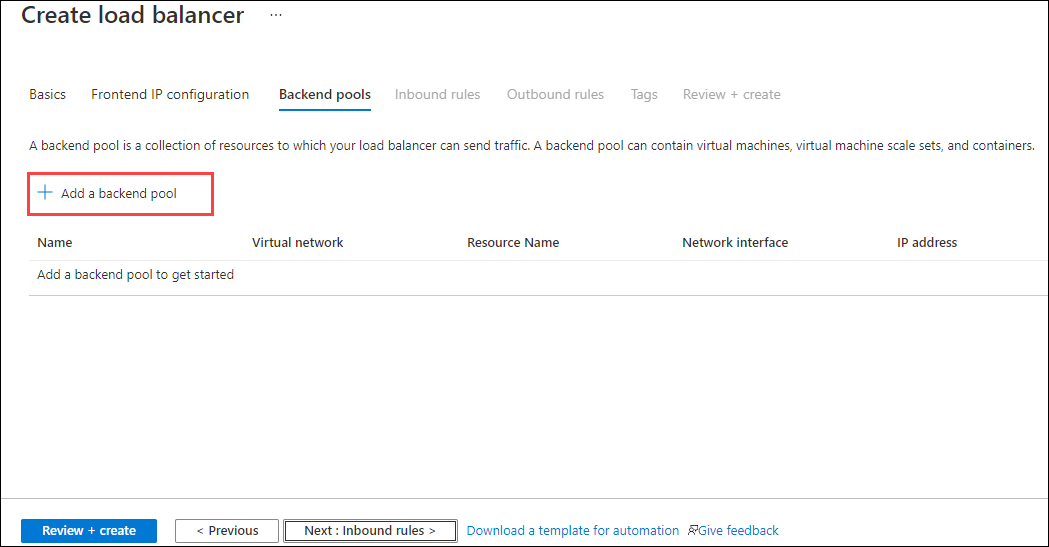 Create load balancer ...
Basics Frontend IP configuration Backend pools Inbound rules Outbound rules Tags Review + create
A backend pool is a collection of resources to which your load balancer can send traffic. A backend pool can contain virtual machines, virtual machine scale sets, and containers.
+ Add a backend pool
Name Virtual network Resource Name Network interface IP address
Add a backend pool to get started
Review + create < Previous Next : Inbound rules > Download a template for automation Give feedback